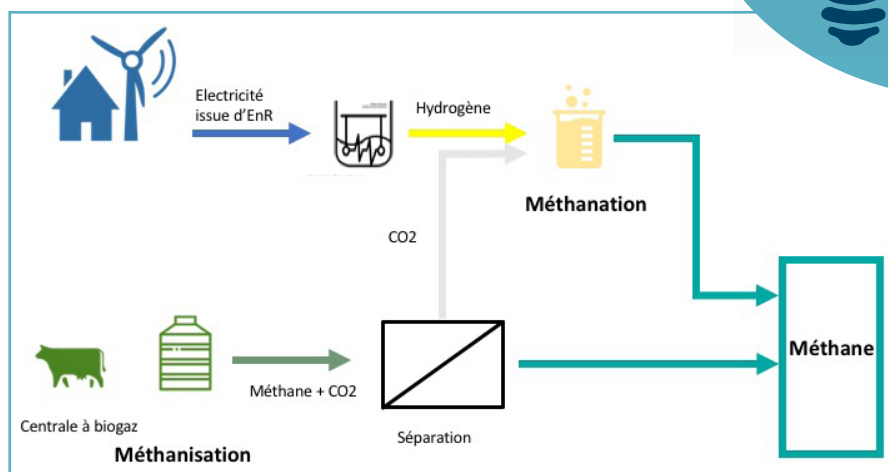 Electricité
issue d'EnR
Hydrogène
Méthanation
CO2
Méthane
Méthane + CO2
Centrale à biogaz
Séparation
Méthanisation